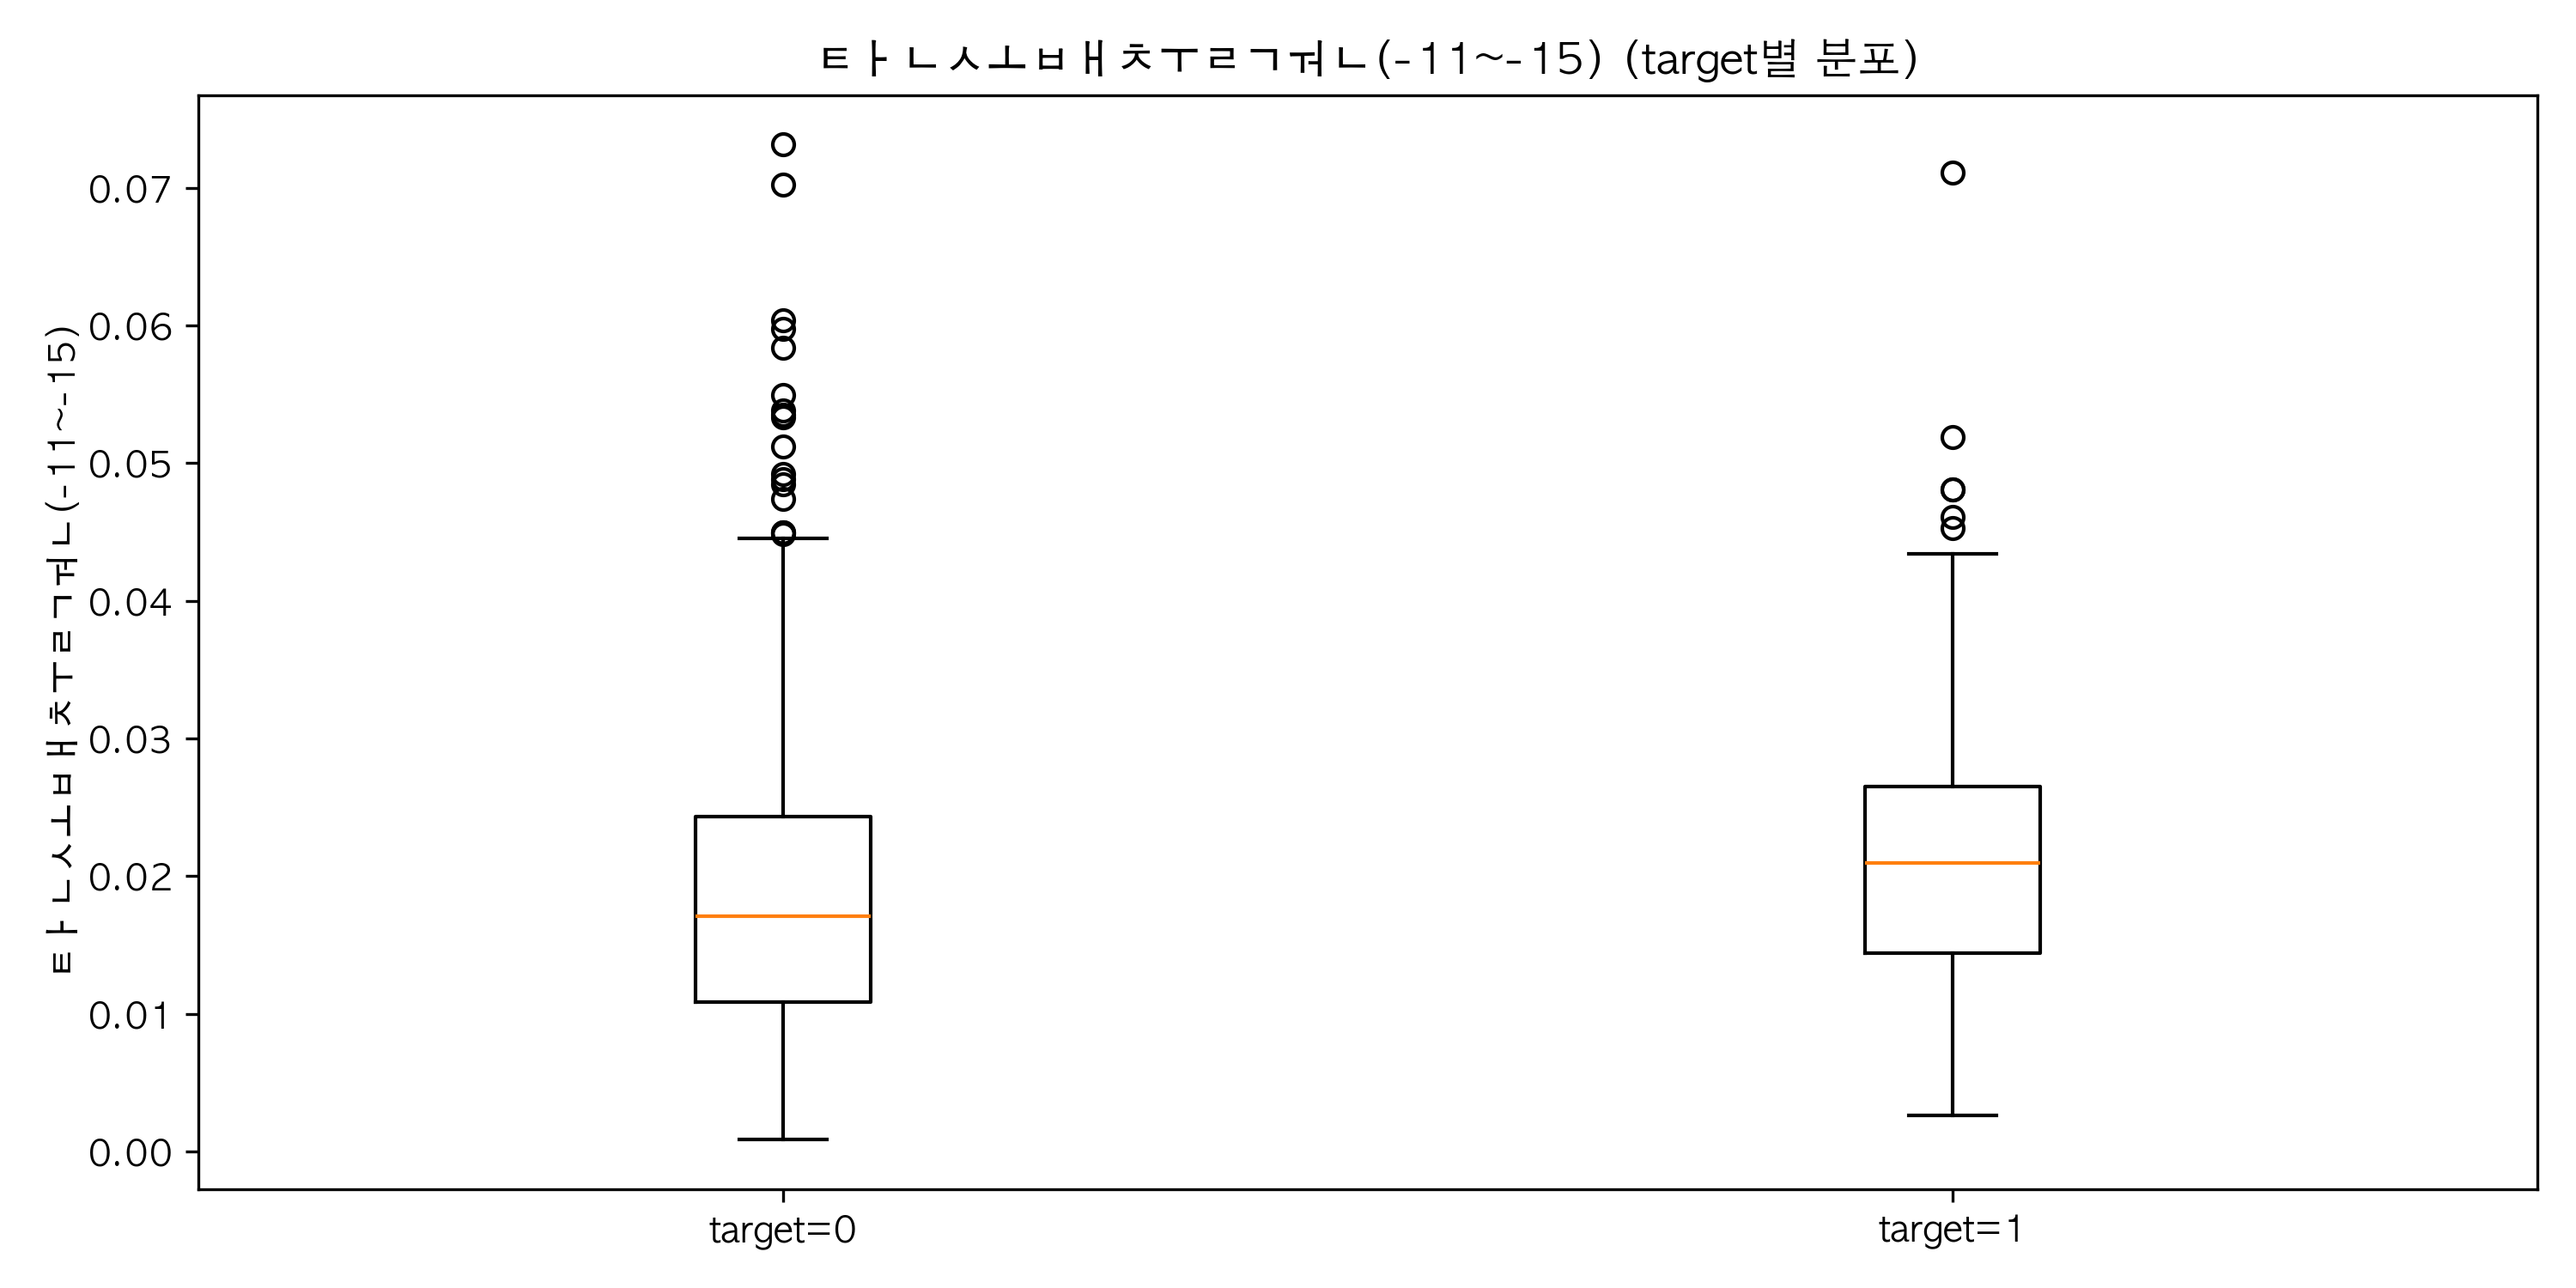 ㅌㅏㄴㅅㅗㅂㅐㅊㅜㄹㄱㅝㄴ(-11~-15) (target별 분포)
ㅌㅏㄴㅅㅗㅂㅐㅊㅜㄹㄱㅝㄴ(-11~-15)
0.07
0.06
0.05
0.04
0.03
0.02
0.01
0.00
target=0
target=1